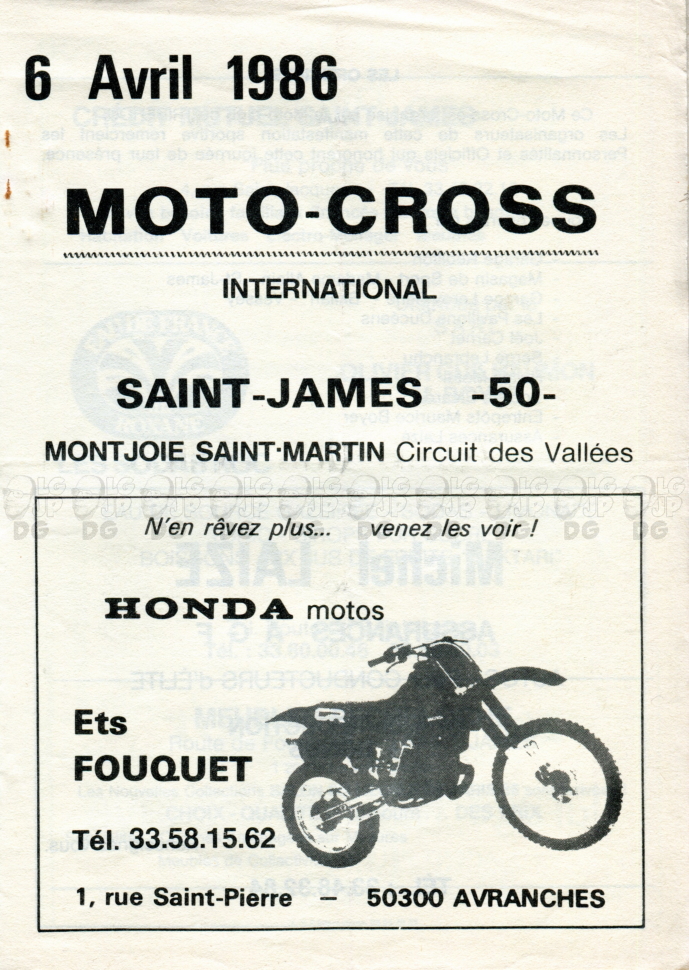 6 Avril 1986
MOTO-CROSS
INTERNATIONAL
SAINT-JAMES -50-
MONTJOIE SAINT-MARTIN Circuit des Vallées
N'en rêvez plus... venez les voir !
HONDA motos
CR
Ets
FOUQUET
Tél. 33.58.15.62
1, rue Saint-Pierre — 50300 AVRANCHES